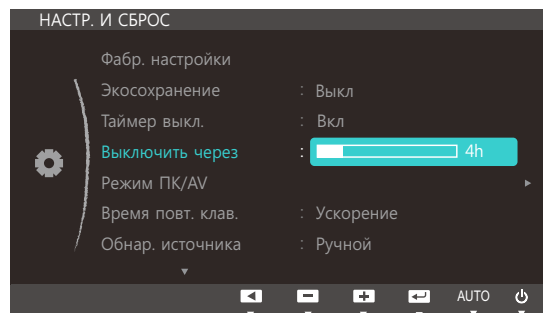 НАСТР. И СБРОС
Фабр. настройки
Экосохранение : Выкл
Таймер выкл. : Вкл
Выключить через : 4h
Режим ПК/AV
Время повт. клав. : Ускорение
Обнар. источника : Ручной
AUTO